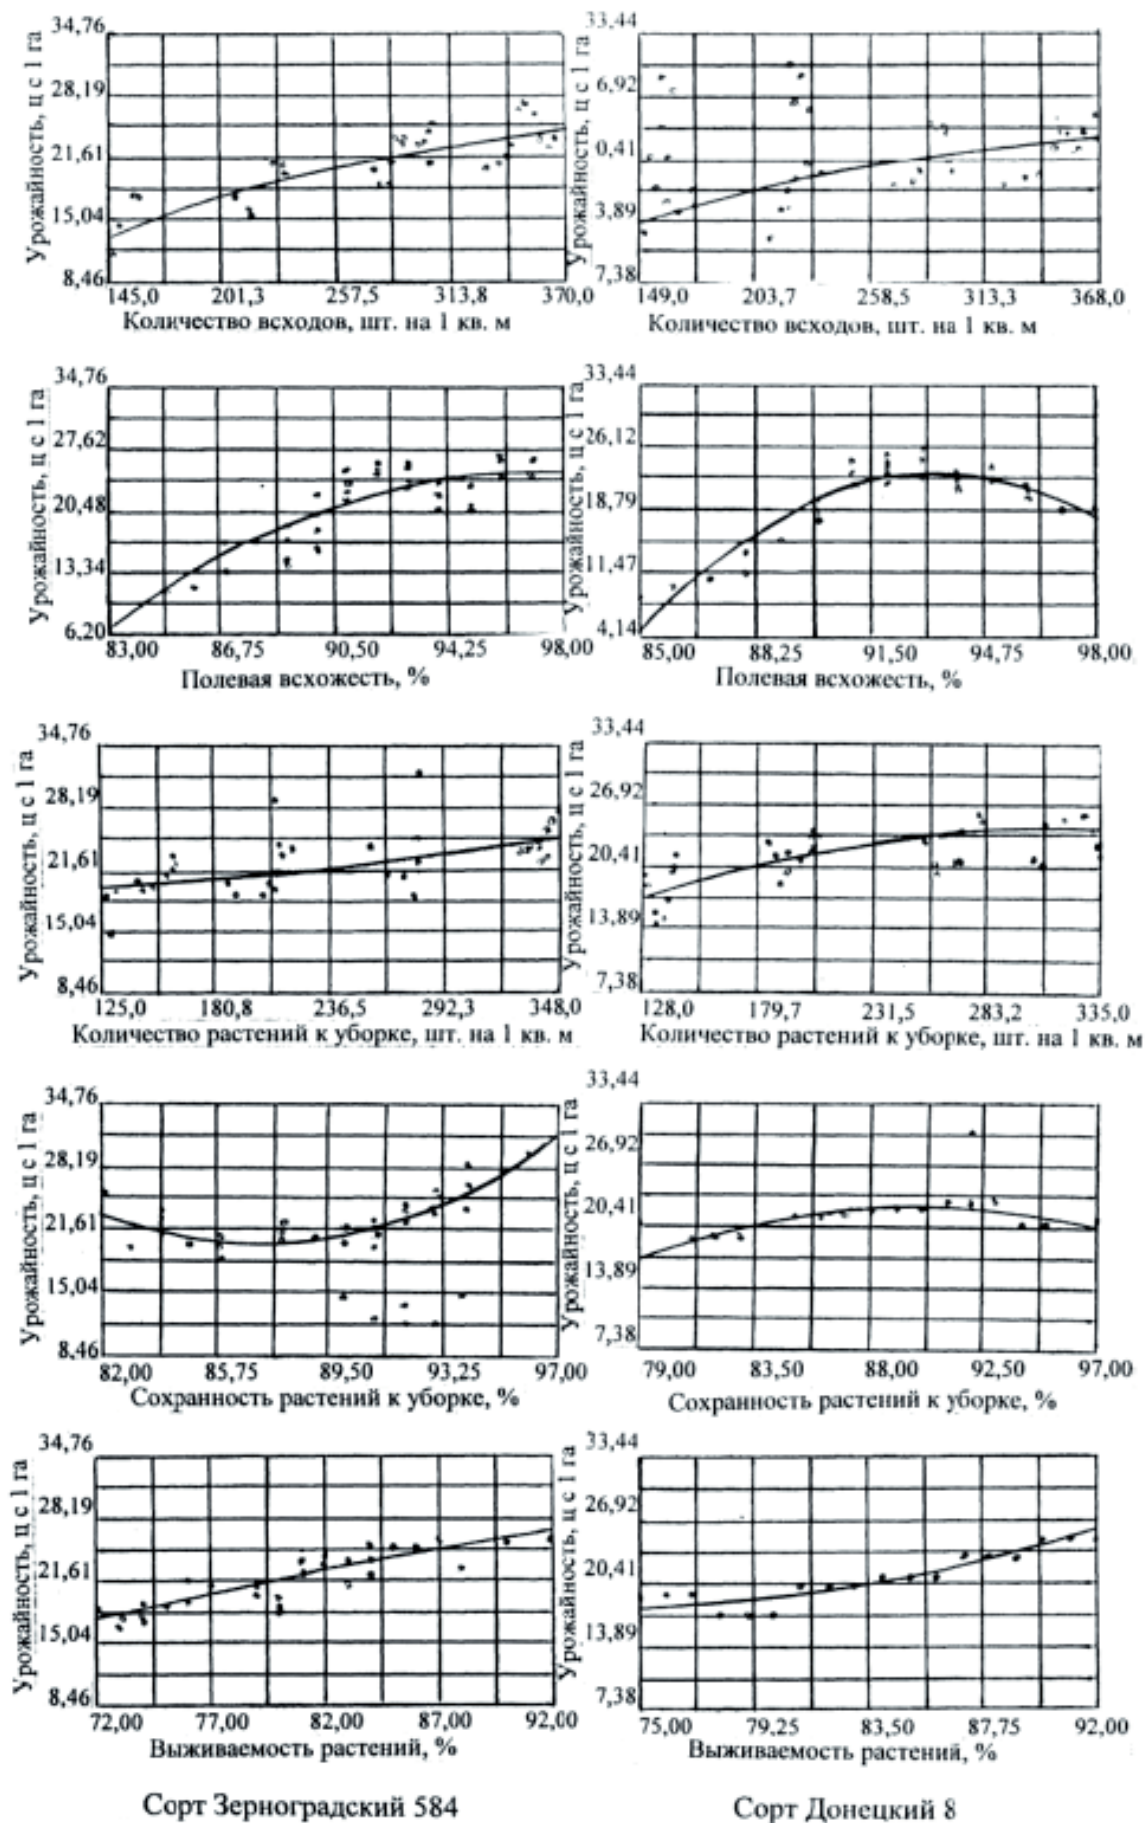 34,76
28,19
21,61
15,04
8,46
Урожайность, ц с 1 га
145,0 201,3 257,5 313,8 370,0
Количество всходов, шт. на 1 кв. м
33,44
6,92
0,41
3,89
7,38
Урожайность, ц с 1 га
149,0 203,7 258,5 313,3 368,0
Количество всходов, шт. на 1 кв. м
34,76
27,62
20,48
13,34
6,20
Урожайность, ц с 1 га
83,00 86,75 90,50 94,25 98,00
Полевая всхожесть, %
33,44
26,12
18,79
11,47
4,14
Урожайность, ц с 1 га
85,00 88,25 91,50 94,75 98,00
Полевая всхожесть, %
34,76
28,19
21,61
15,04
8,46
Урожайность, ц с 1 га
125,0 180,8 236,5 292,3 348,0
Количество растений к уборке, шт. на 1 кв. м
33,44
26,92
20,41
13,89
7,38
Урожайность, ц с 1 га
128,0 179,7 231,5 283,2 335,0
Количество растений к уборке, шт. на 1 кв. м
34,76
28,19
21,61
15,04
8,46
Урожайность, ц с 1 га
82,00 85,75 89,50 93,25 97,00
Сохранность растений к уборке, %
33,44
26,92
20,41
13,89
7,38
Урожайность, ц с 1 га
79,00 83,50 88,00 92,50 97,00
Сохранность растений к уборке, %
34,76
28,19
21,61
15,04
8,46
Урожайность, ц с 1 га
72,00 77,00 82,00 87,00 92,00
Выживаемость растений, %
33,44
26,92
20,41
13,89
7,38
Урожайность, ц с 1 га
75,00 79,25 83,50 87,75 92,00
Выживаемость растений, %
Сорт Зерноградский 584
Сорт Донецкий 8